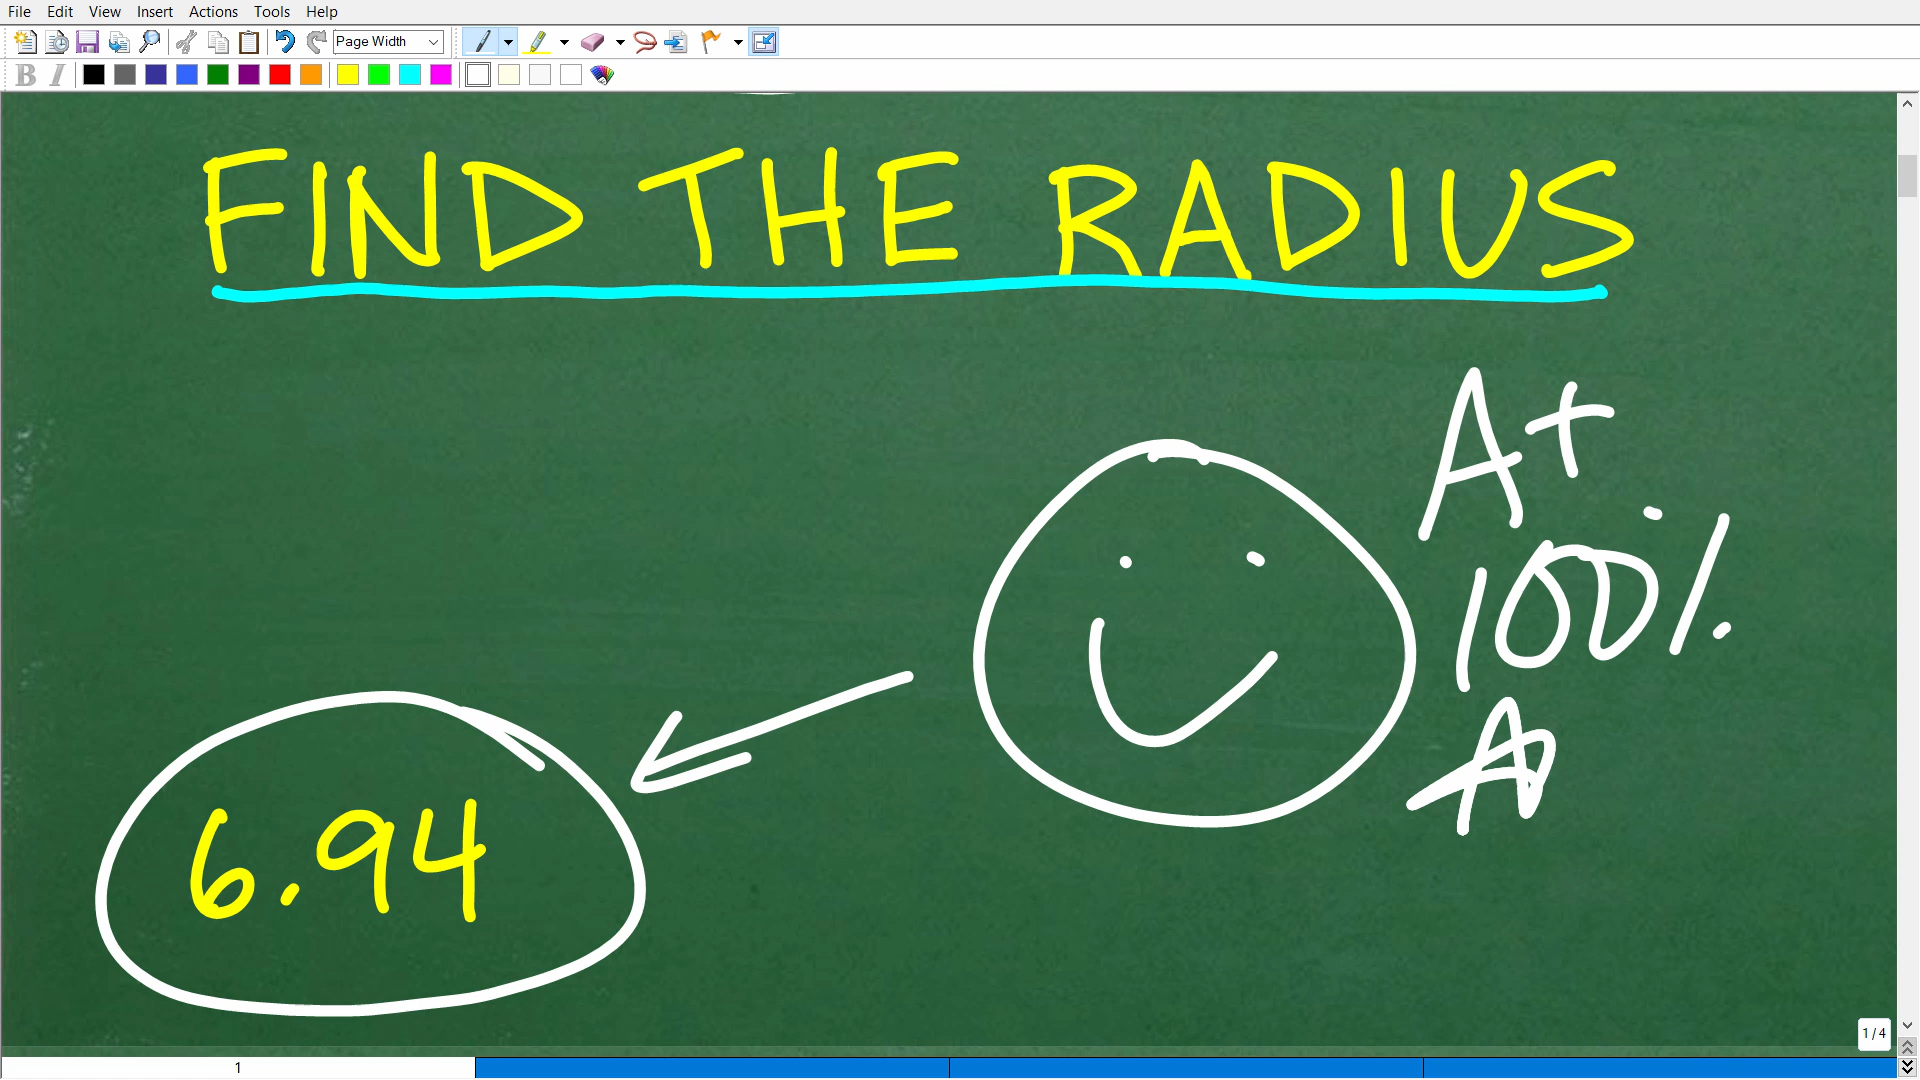 File Edit View Insert Actions Tools Help
Page Width
B I
FIND THE RADIUS
A+
100%
6.94
1 / 4
1